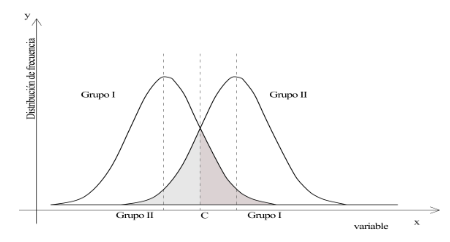 y
Distribución de frecuencia
Grupo I
Grupo II
Grupo II
C
Grupo I
x
variable